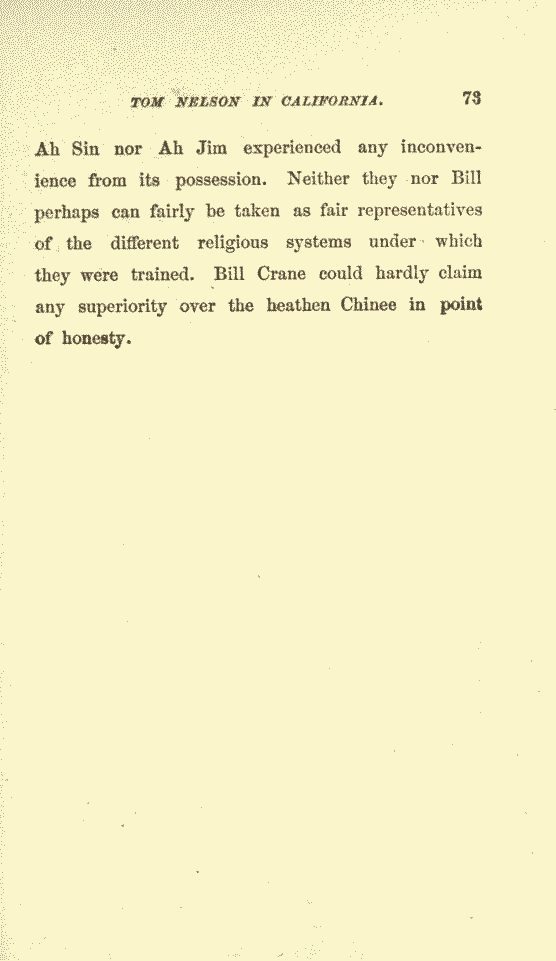 TOM NELSON IN CALIFORNIA. 73
Ah Sin nor Ah Jim experienced any inconven-
ience from its possession. Neither they nor Bill
perhaps can fairly be taken as fair representatives
of the different religious systems under which
they were trained. Bill Crane could hardly claim
any superiority over the heathen Chinee in point
of honesty.